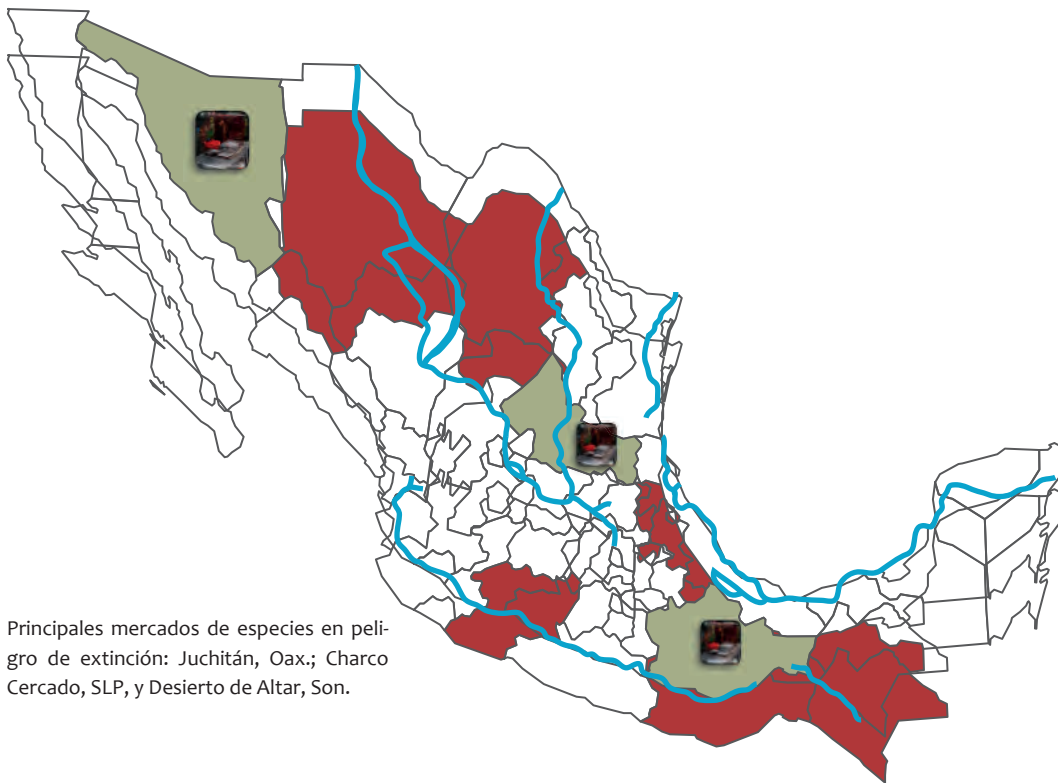 Principales mercados de especies en peli-
gro de extinción: Juchitán, Oax.; Charco
Cercado, SLP, y Desierto de Altar, Son.